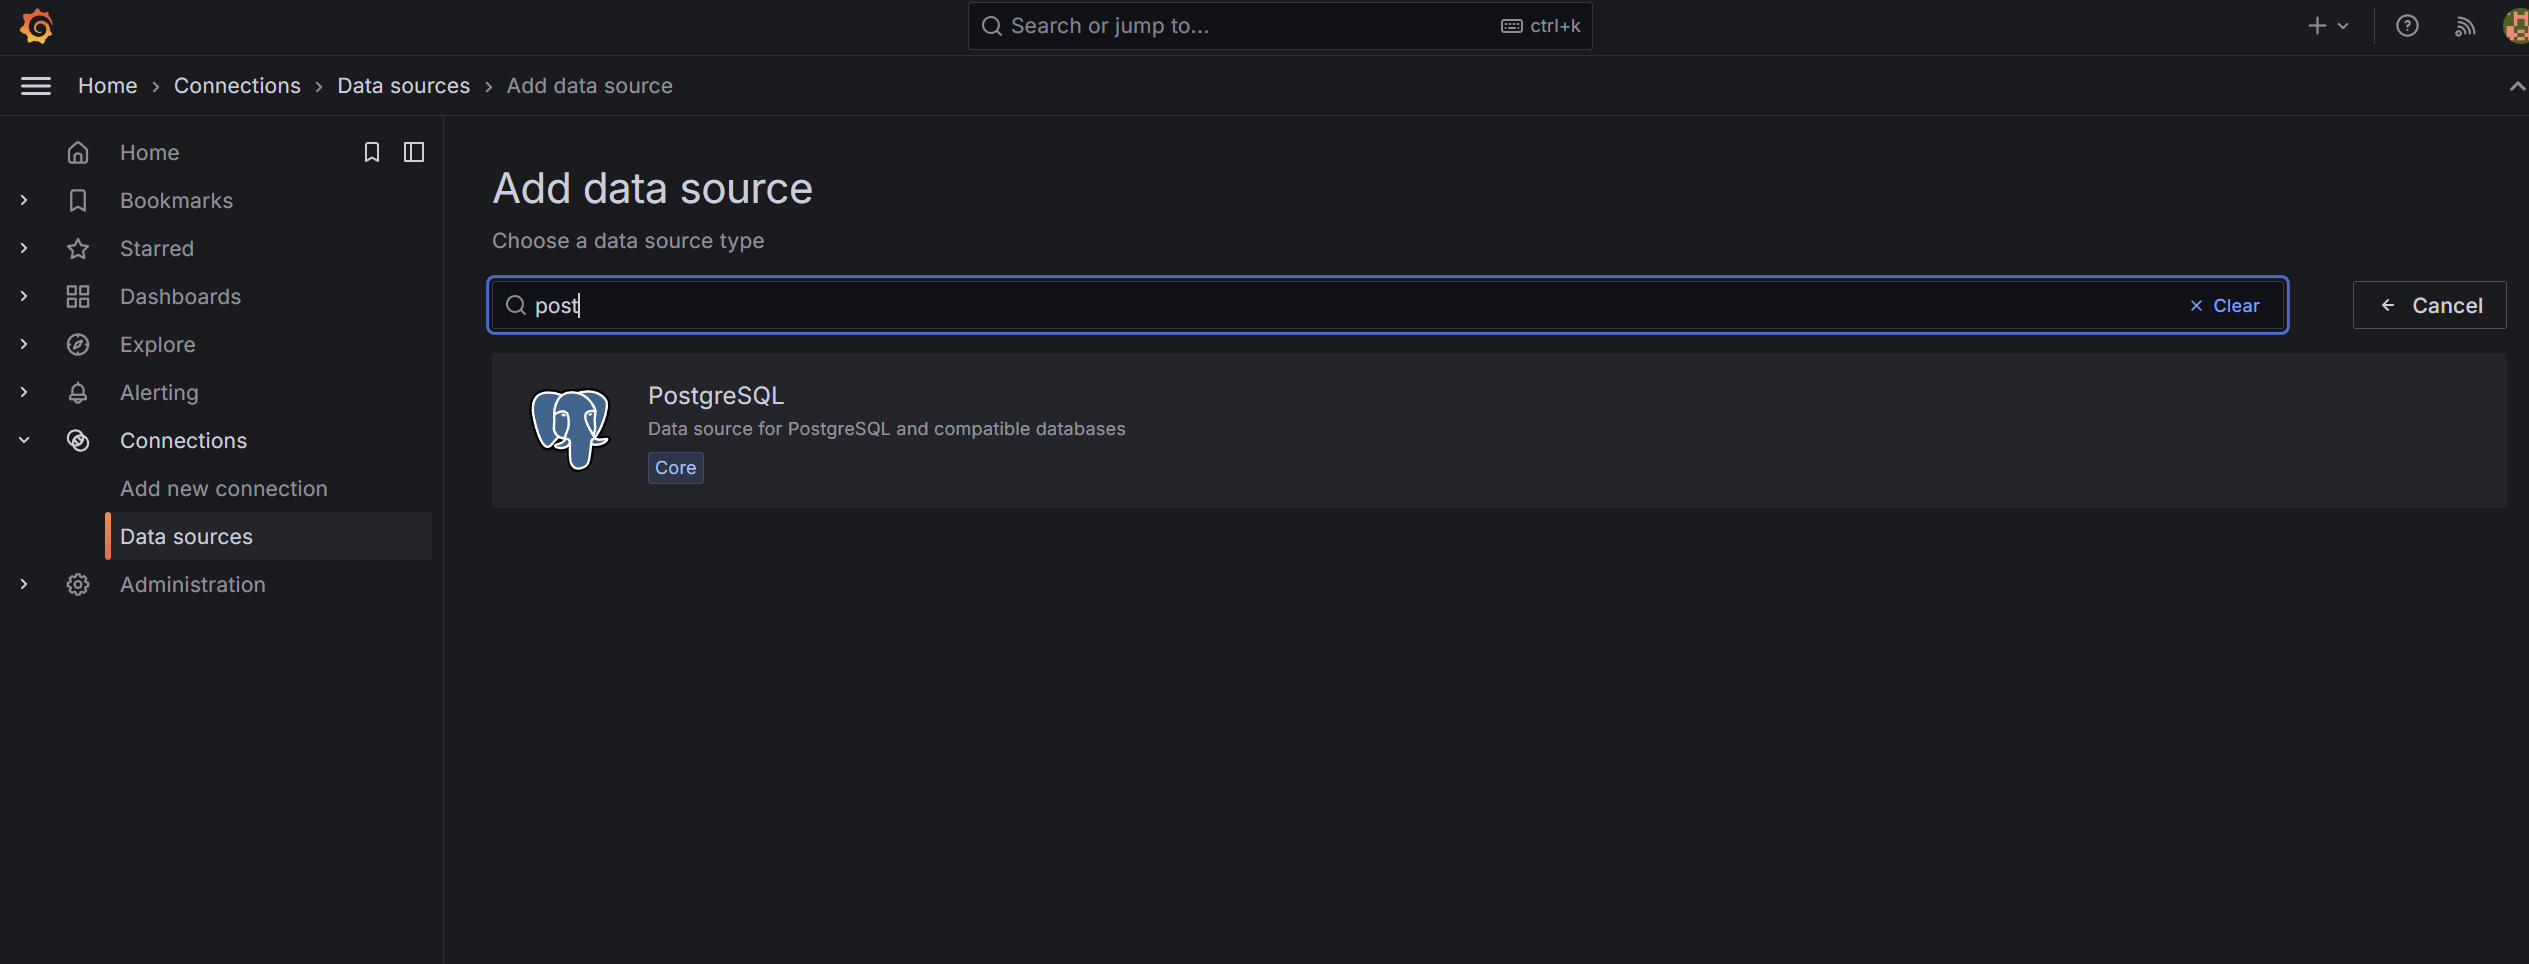 Search or jump to...
ctrl+k
Home
Connections
Data sources
Add data source
Home
Bookmarks
Starred
Dashboards
Explore
Alerting
Connections
Add new connection
Data sources
Administration
Add data source
Choose a data source type
post
Clear
Cancel
PostgreSQL
Data source for PostgreSQL and compatible databases
Core